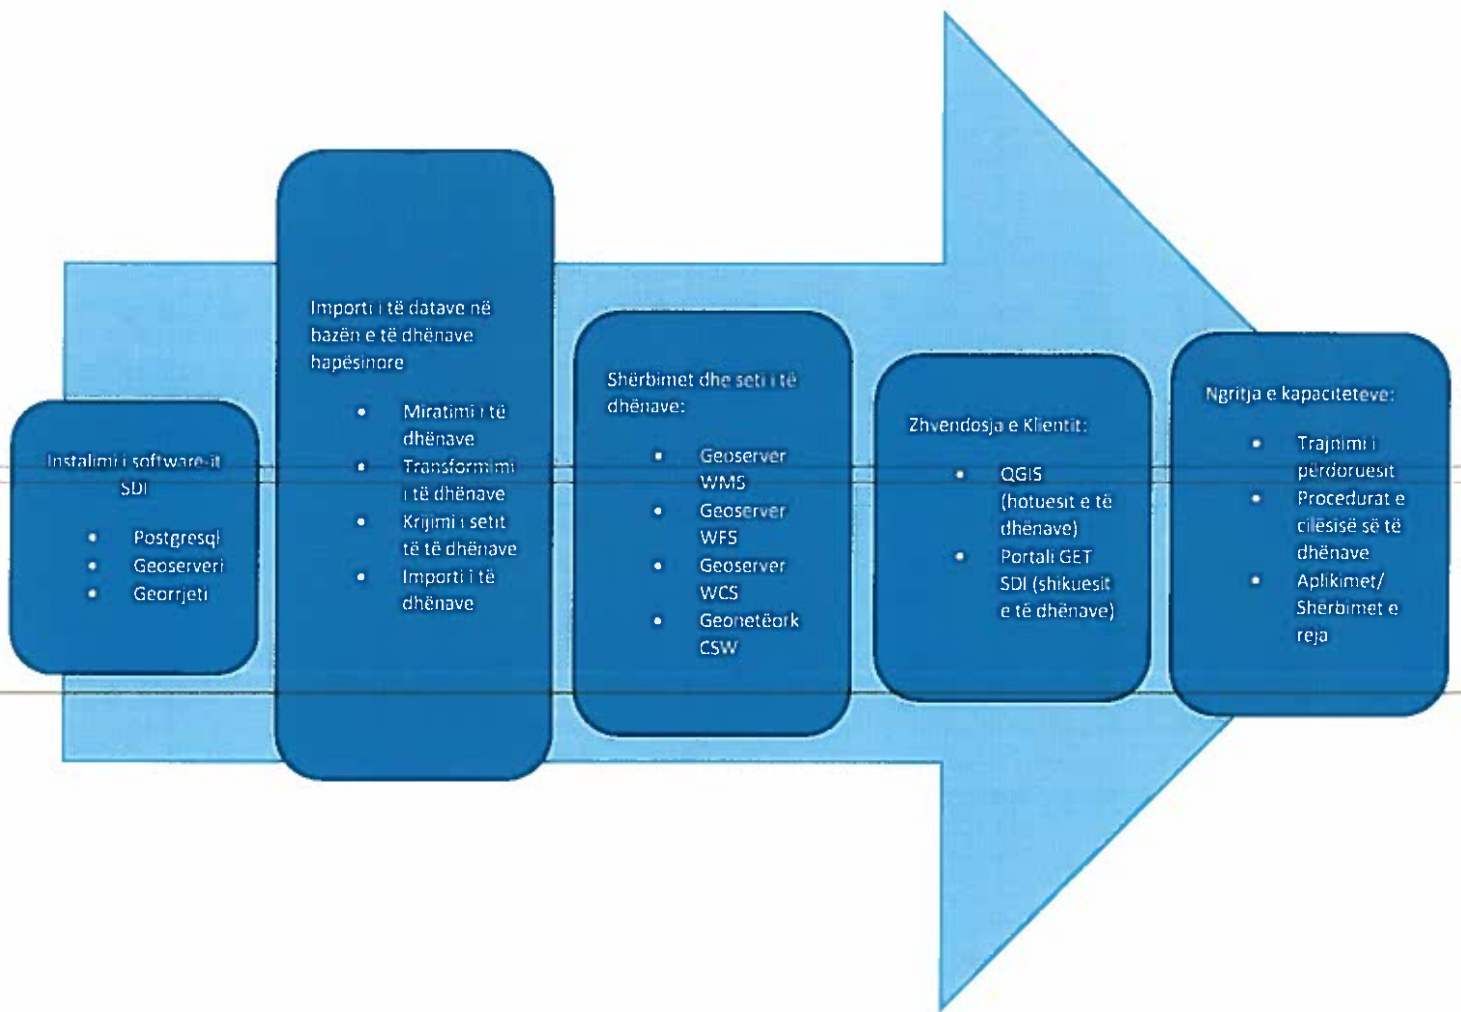 Instalimi i software-it
SDI
• Postgresql
• Geoserveri
• Georrjeti
Importi i të datave në
bazën e të dhënave
hapësinore
• Miratimi i të
dhënave
• Transformimi
i të dhënave
• Krijimi i setit
të të dhënave
• Importi i të
dhënave
Shërbimet dhe seti i të
dhënave:
• Geoserver
WMS
• Geoserver
WFS
• Geoserver
WCS
• Geonetëork
CSW
Zhvendosja e Klientit:
• QGIS
(hotuesit e të
dhënave)
• Portali GET
SDI (shikuesit
e të dhënave)
Ngritja e kapaciteteve:
• Trajnimi i
përdoruesit
• Procedurat e
cilësisë së të
dhënave
• Aplikimet/
Shërbimet e
reja